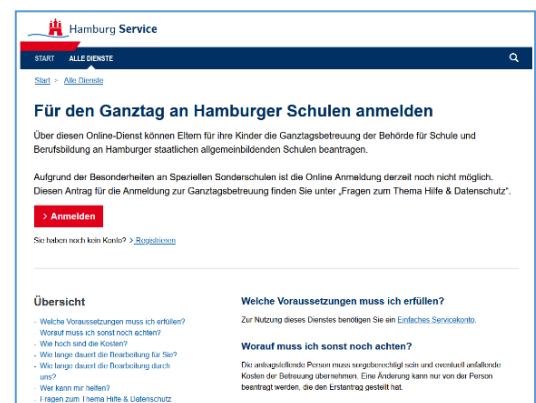 Hamburg Service
START ALLE DIENSTE
Start > Alle Dienste
Für den Ganztag an Hamburger Schulen anmelden
Über diesen Online-Dienst können Eltern für ihre Kinder die Ganztagsbetreuung der Behörde für Schule und
Berufsbildung an Hamburger staatlichen allgemeinbildenden Schulen beantragen.
Aufgrund der Besonderheiten an Speziellen Sonderschulen ist die Online Anmeldung derzeit noch nicht möglich.
Diesen Antrag für die Anmeldung zur Ganztagsbetreuung finden Sie unter „Fragen zum Thema Hilfe & Datenschutz".
> Anmelden
Sie haben noch kein Konto? > Registrieren
Übersicht
- Welche Voraussetzungen muss ich erfüllen?
Worauf muss ich sonst noch achten?
- Wie hoch sind die Kosten?
- Wie lange dauert die Bearbeitung für Sie?
- Wie lange dauert die Bearbeitung durch
uns?
- Wer kann mir helfen?
- Fragen zum Thema Hilfe & Datenschutz
Welche Voraussetzungen muss ich erfüllen?
Zur Nutzung dieses Dienstes benötigen Sie ein Einfaches Servicekonto.
Worauf muss ich sonst noch achten?
Die antragstellende Person muss sorgeberechtigt sein und eventuell anfallende
Kosten der Betreuung übernehmen. Eine Änderung kann nur von der Person
beantragt werden, die den Erstantrag gestellt hat.